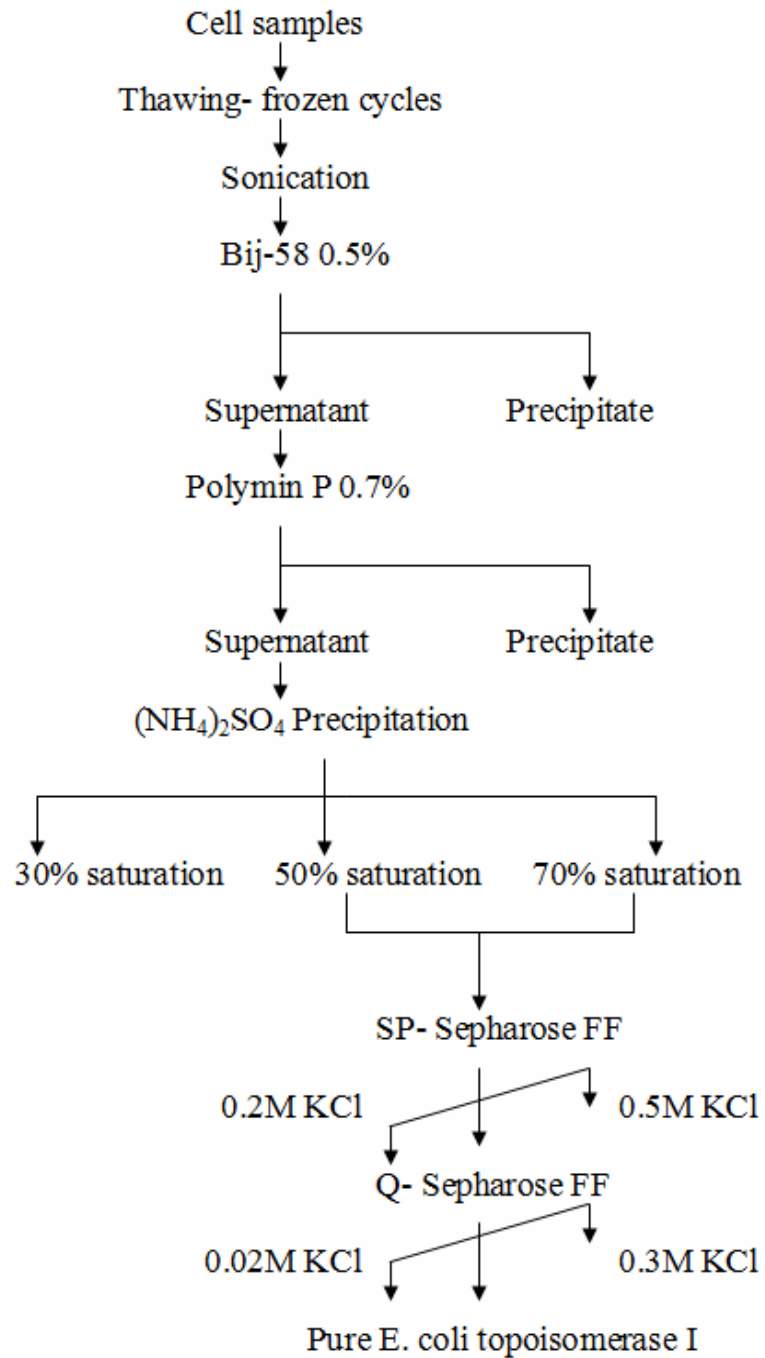 Cell samples
Thawing- frozen cycles
Sonication
Bij-58 0.5%
Supernatant Precipitate
Polymin P 0.7%
Supernatant Precipitate
(NH₄)₂SO₄ Precipitation
30% saturation 50% saturation 70% saturation
SP- Sepharose FF
0.2M KCl 0.5M KCl
Q- Sepharose FF
0.02M KCl 0.3M KCl
Pure E. coli topoisomerase I